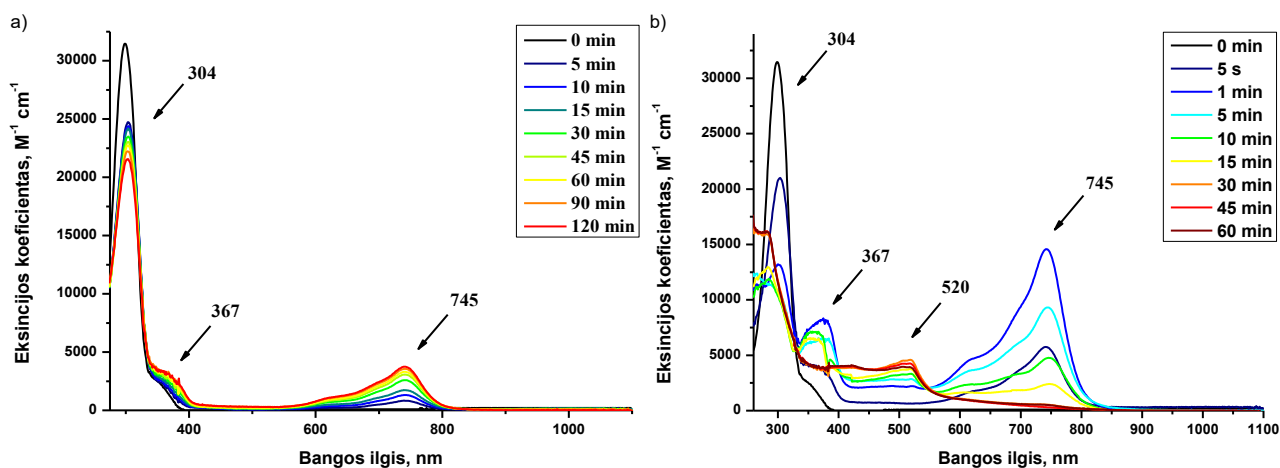 a)
Eksincijos koeficientas, M⁻¹ cm⁻¹
30000
25000
20000
15000
10000
5000
0
304
367
745
0 min
5 min
10 min
15 min
30 min
45 min
60 min
90 min
120 min
400
600
800
1000
Bangos ilgis, nm
b)
Eksincijos koeficientas, M⁻¹ cm⁻¹
30000
25000
20000
15000
10000
5000
0
304
367
520
745
0 min
5 s
1 min
5 min
10 min
15 min
30 min
45 min
60 min
300
400
500
600
700
800
900
1000
1100
Bangos ilgis, nm